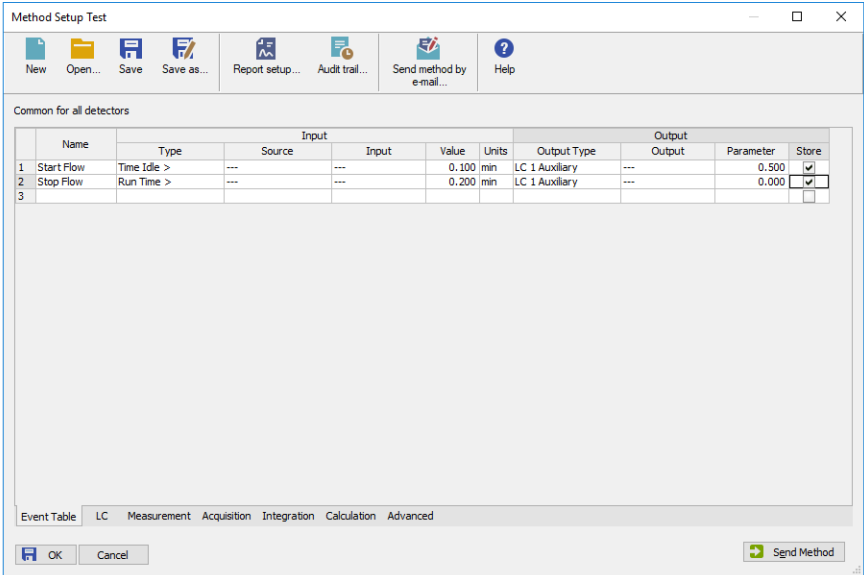 Method Setup Test
New Open... Save Save as... Report setup... Audit trail... Send method by e-mail... Help
Common for all detectors
Input Output
Name Type Source Input Value Units Output Type Output Parameter Store
1 Start Flow Time Idle > --- --- 0.100 min LC 1 Auxiliary --- 0.500
2 Stop Flow Run Time > --- --- 0.200 min LC 1 Auxiliary --- 0.000
3
Event Table LC Measurement Acquisition Integration Calculation Advanced
OK Cancel Send Method